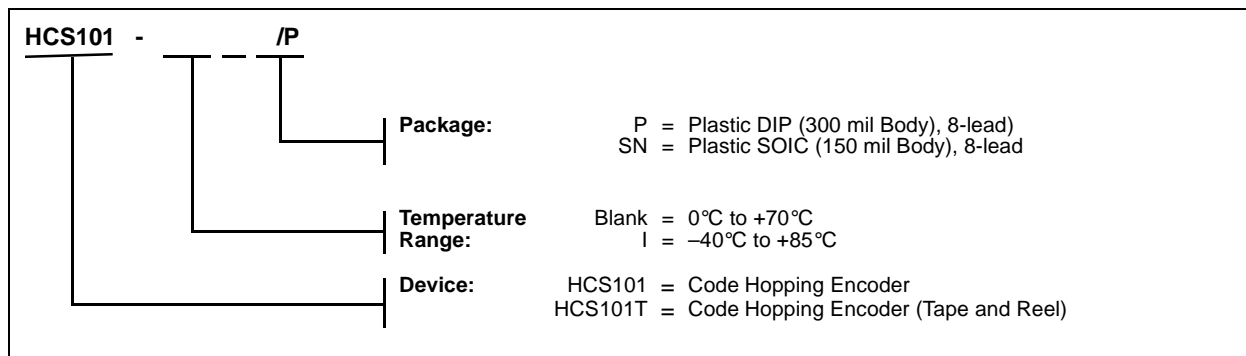 HCS101 - /P
Package: P = Plastic DIP (300 mil Body), 8-lead)
SN = Plastic SOIC (150 mil Body), 8-lead
Temperature Blank = 0°C to +70°C
Range: I = –40°C to +85°C
Device: HCS101 = Code Hopping Encoder
HCS101T = Code Hopping Encoder (Tape and Reel)